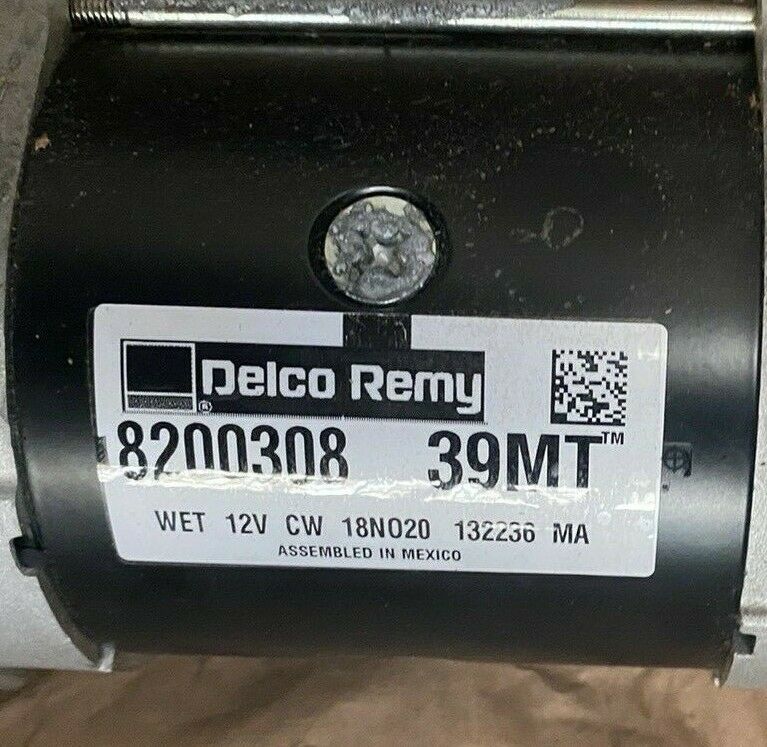 Delco Remy ®
8200308 39MT™
WET 12V CW 18NO20 132236 MA
ASSEMBLED IN MEXICO